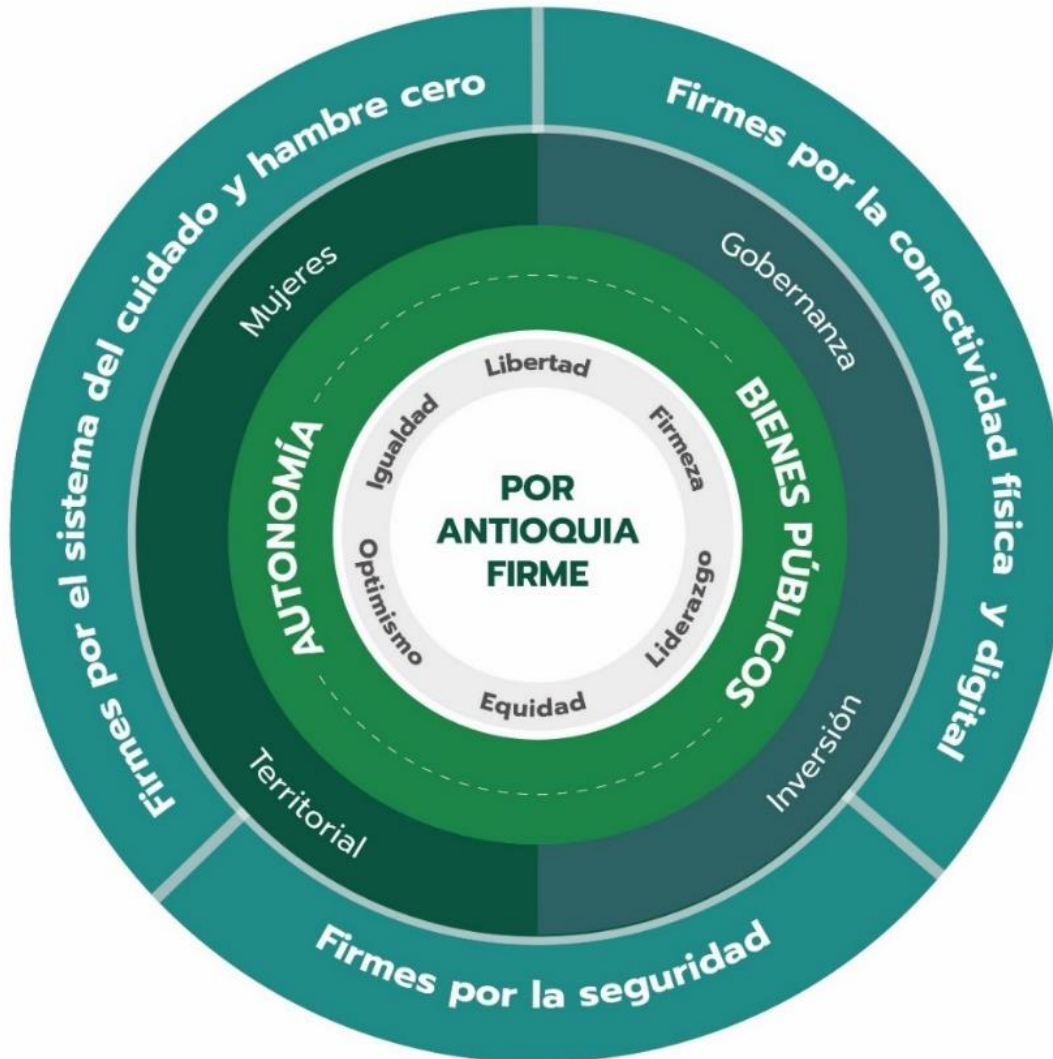 Firmes por el sistema del cuidado y hambre cero
Firmes por la conectividad física y digital
Mujeres
Gobernanza
AUTONOMÍA
BIENES PÚBLICOS
Libertad
Igualdad
Firmeza
POR
ANTIOQUIA
FIRME
Optimismo
Liderazgo
Equidad
Territorial
Inversión
Firmes por la seguridad